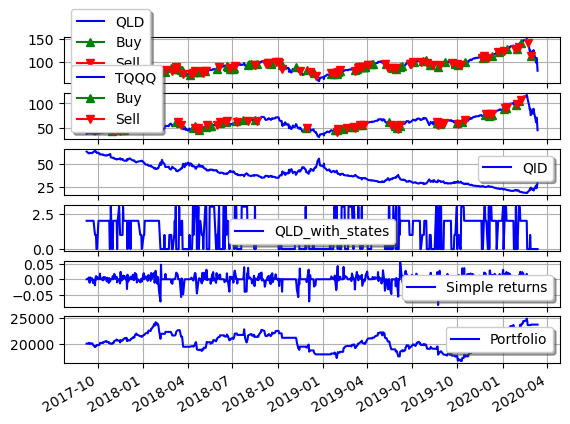 QLD
Buy
Sell
150
100
TQQQ
Buy
Sell
100
50
QID
50
25
QLD_with_states
2.5
0.0
Simple returns
0.05
0.00
−0.05
Portfolio
25000
20000
2017-10
2018-01
2018-04
2018-07
2018-10
2019-01
2019-04
2019-07
2019-10
2020-01
2020-04